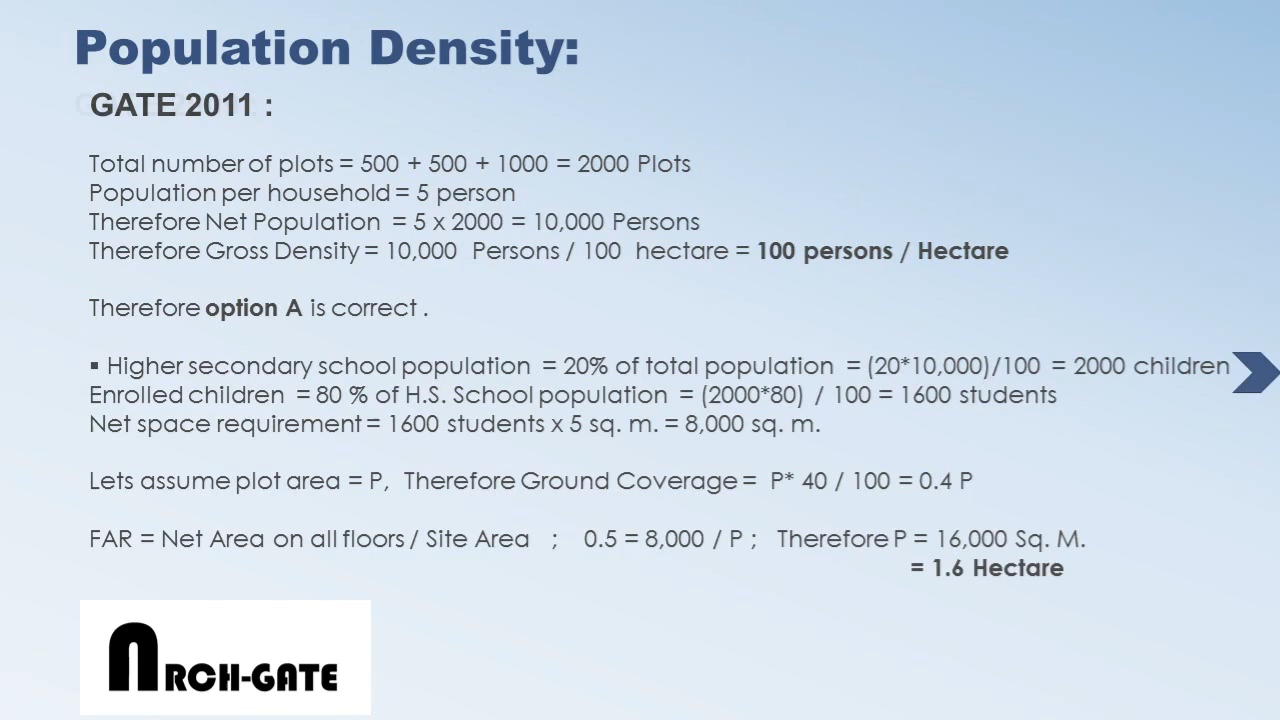 Population Density:
GATE 2011 :
Total number of plots = 500 + 500 + 1000 = 2000 Plots
Population per household = 5 person
Therefore Net Population = 5 x 2000 = 10,000 Persons
Therefore Gross Density = 10,000 Persons / 100 hectare = 100 persons / Hectare
Therefore option A is correct .
▪ Higher secondary school population = 20% of total population = (20*10,000)/100 = 2000 children
Enrolled children = 80 % of H.S. School population = (2000*80) / 100 = 1600 students
Net space requirement = 1600 students x 5 sq. m. = 8,000 sq. m.
Lets assume plot area = P, Therefore Ground Coverage = P* 40 / 100 = 0.4 P
FAR = Net Area on all floors / Site Area ; 0.5 = 8,000 / P ; Therefore P = 16,000 Sq. M.
= 1.6 Hectare
ARCH-GATE